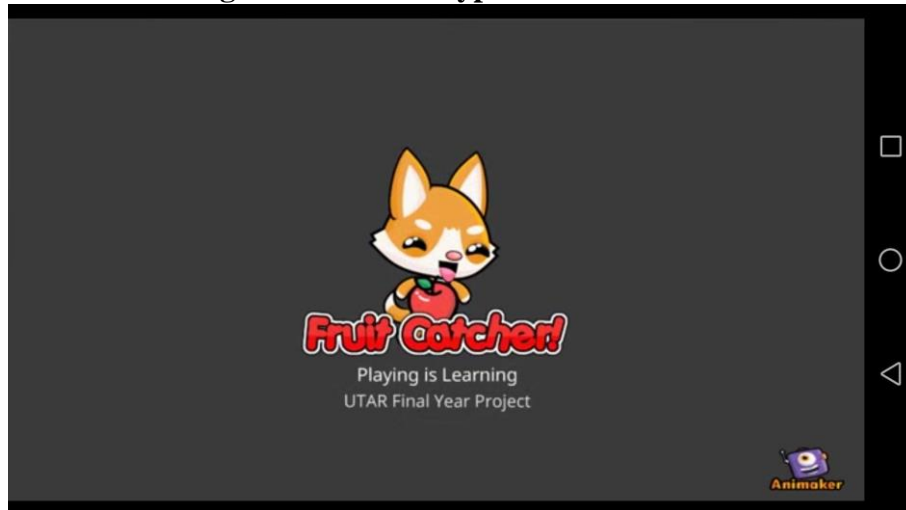 Fruit Catcher!
Playing is Learning
UTAR Final Year Project
Animaker